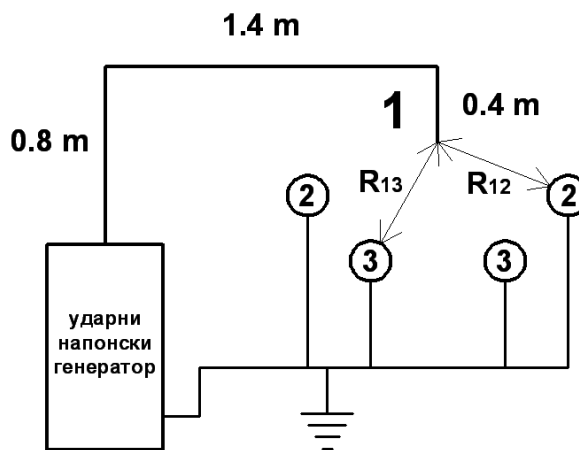 1.4 m
1
0.4 m
0.8 m
R13
R12
2
2
3
3
ударни
напонски
генератор